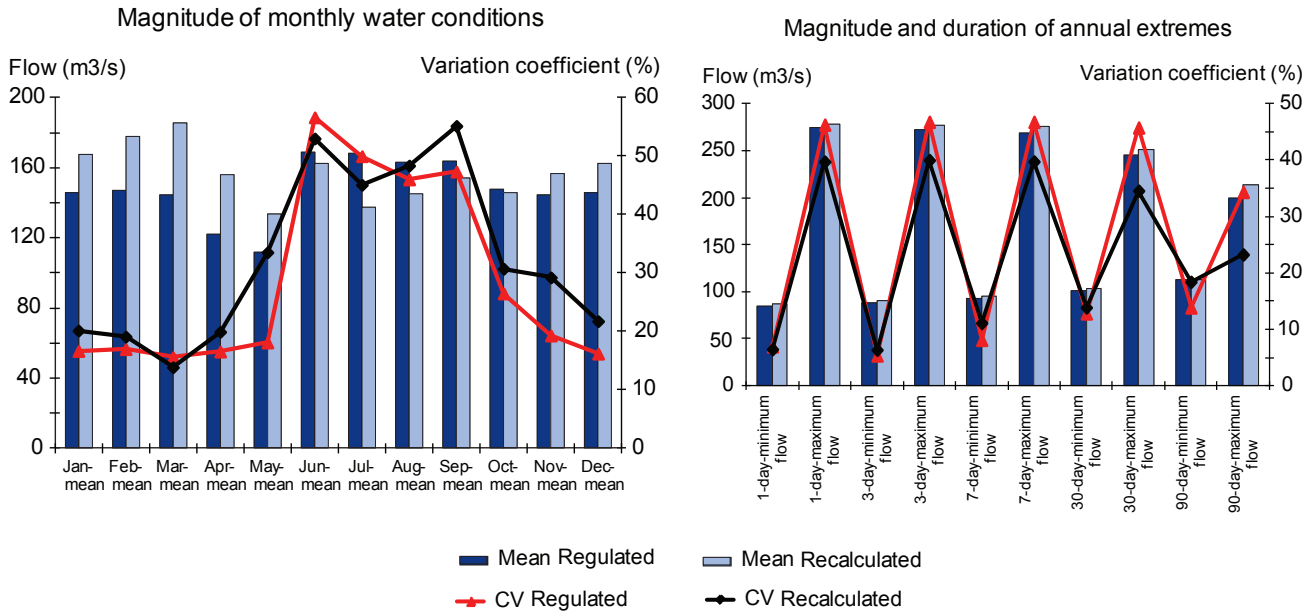 Magnitude of monthly water conditions
Flow (m3/s)
Variation coefficient (%)
200
160
120
80
40
0
60
50
40
30
20
10
0
Jan-mean
Feb-mean
Mar-mean
Apr-mean
May-mean
Jun-mean
Jul-mean
Aug-mean
Sep-mean
Oct-mean
Nov-mean
Dec-mean
Magnitude and duration of annual extremes
Flow (m3/s)
Variation coefficient (%)
300
250
200
150
100
50
0
50
40
30
20
10
0
1-day-minimum flow
1-day-maximum flow
3-day-minimum flow
3-day-maximum flow
7-day-minimum flow
7-day-maximum flow
30-day-minimum flow
30-day-maximum flow
90-day-minimum flow
90-day-maximum flow
Mean Regulated
Mean Recalculated
CV Regulated
CV Recalculated